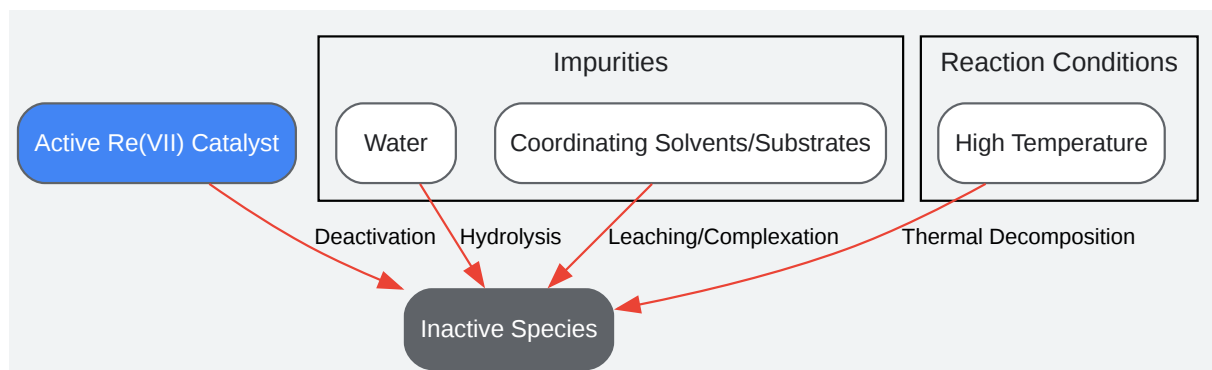 Impurities
Reaction Conditions
Active Re(VII) Catalyst
Water
Coordinating Solvents/Substrates
High Temperature
Deactivation
Hydrolysis
Leaching/Complexation
Thermal Decomposition
Inactive Species